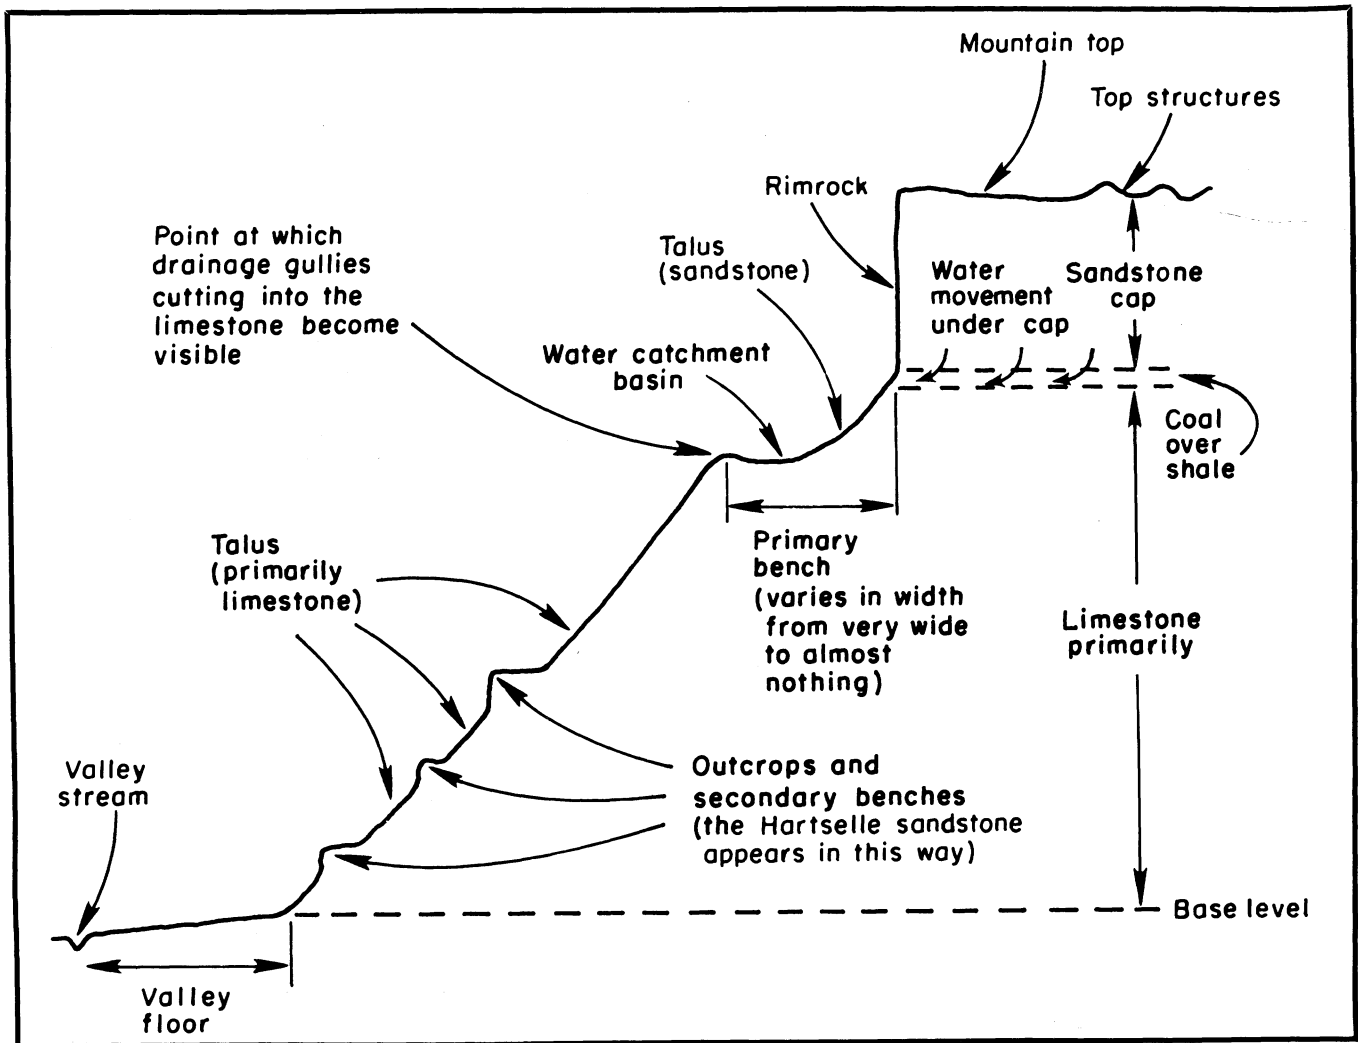 Mountain top
Top structures
Rimrock
Point at which
drainage gullies
cutting into the
limestone become
visible
Talus
(sandstone)
Water
movement
under cap
Sandstone
cap
Water catchment
basin
Coal
over
shale
Talus
(primarily
limestone)
Primary
bench
(varies in width
from very wide
to almost
nothing)
Limestone
primarily
Valley
stream
Outcrops and
secondary benches
(the Hartselle sandstone
appears in this way)
Base level
Valley
floor